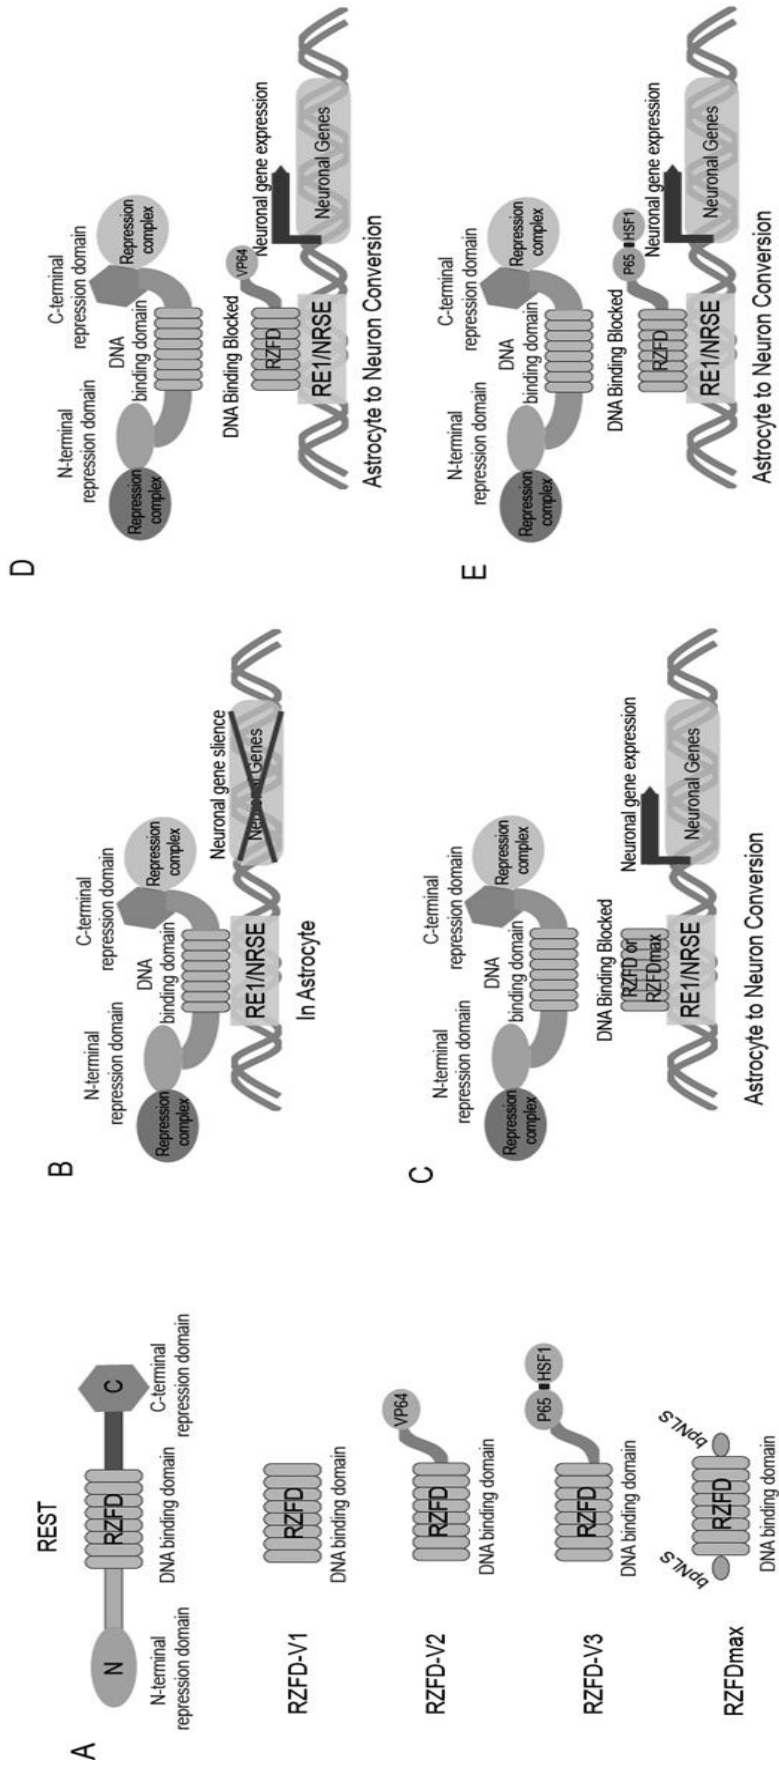 A
REST
N
RZFD
C
N-terminal
repression domain
DNA binding domain
C-terminal
repression domain
RZFD-V1
RZFD
DNA binding domain
RZFD-V2
RZFD
VP64
DNA binding domain
RZFD-V3
RZFD
P65
HSF1
DNA binding domain
RZFDmax
bpNLS
RZFD
bpNLS
DNA binding domain
B
N-terminal
repression domain
C-terminal
repression domain
DNA
binding domain
Repression
complex
Repression
complex
Neuronal gene slience
RE1/NRSE
Neuronal Genes
In Astrocyte
C
N-terminal
repression domain
C-terminal
repression domain
DNA
binding domain
Repression
complex
Repression
complex
DNA Binding Blocked
Neuronal gene expression
RZFD or
RZFDmax
RE1/NRSE
Neuronal Genes
Astrocyte to Neuron Conversion
D
N-terminal
repression domain
C-terminal
repression domain
DNA
binding domain
Repression
complex
Repression
complex
DNA Binding Blocked
VP64
Neuronal gene expression
RZFD
RE1/NRSE
Neuronal Genes
Astrocyte to Neuron Conversion
E
N-terminal
repression domain
C-terminal
repression domain
DNA
binding domain
Repression
complex
Repression
complex
DNA Binding Blocked
P65
HSF1
Neuronal gene expression
RZFD
RE1/NRSE
Neuronal Genes
Astrocyte to Neuron Conversion